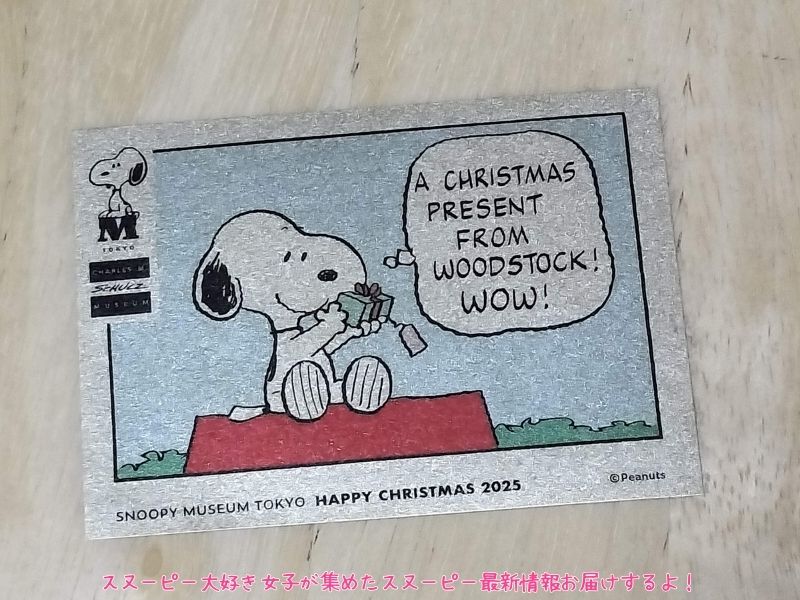 M
TOKYO
CHARLES M.
SCHULZ
MUSEUM
A CHRISTMAS
PRESENT
FROM
WOODSTOCK!
WOW!
©Peanuts
SNOOPY MUSEUM TOKYO HAPPY CHRISTMAS 2025
スヌーピー大好き女子が集めたスヌーピー最新情報お届けするよ！